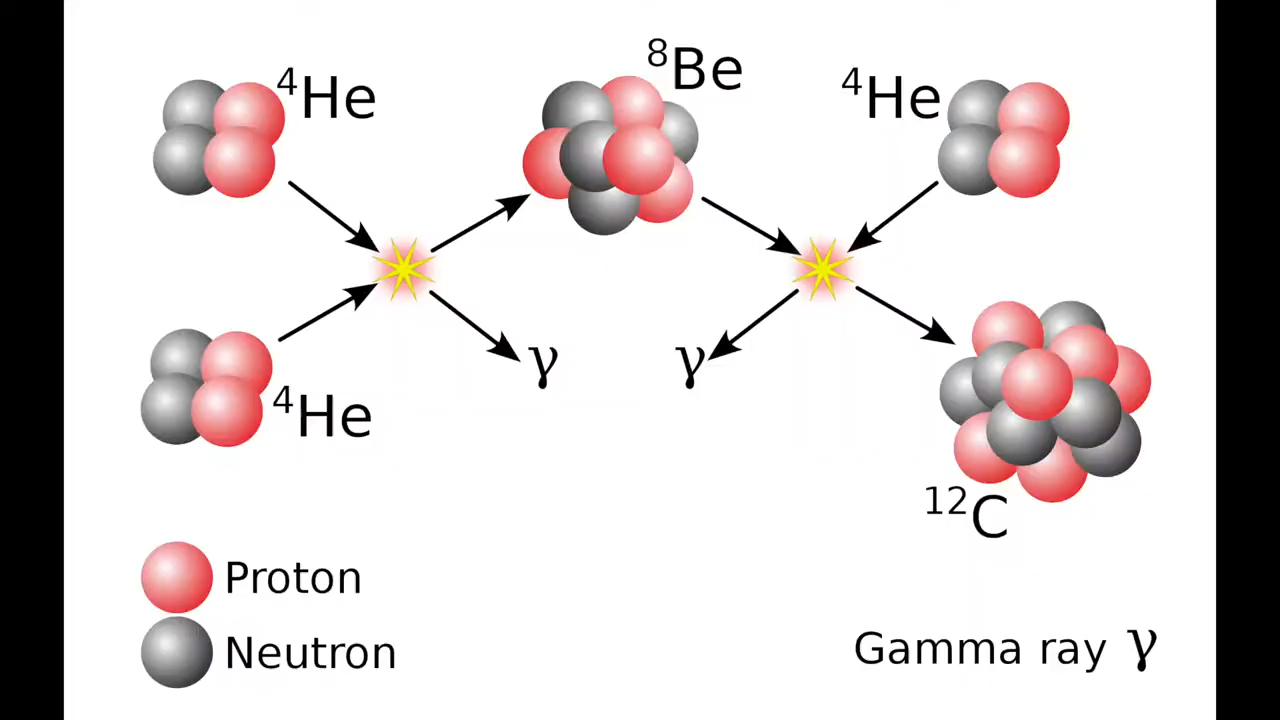 ⁴He
⁸Be
⁴He
γ
γ
⁴He
¹²C
Proton
Neutron
Gamma ray γ